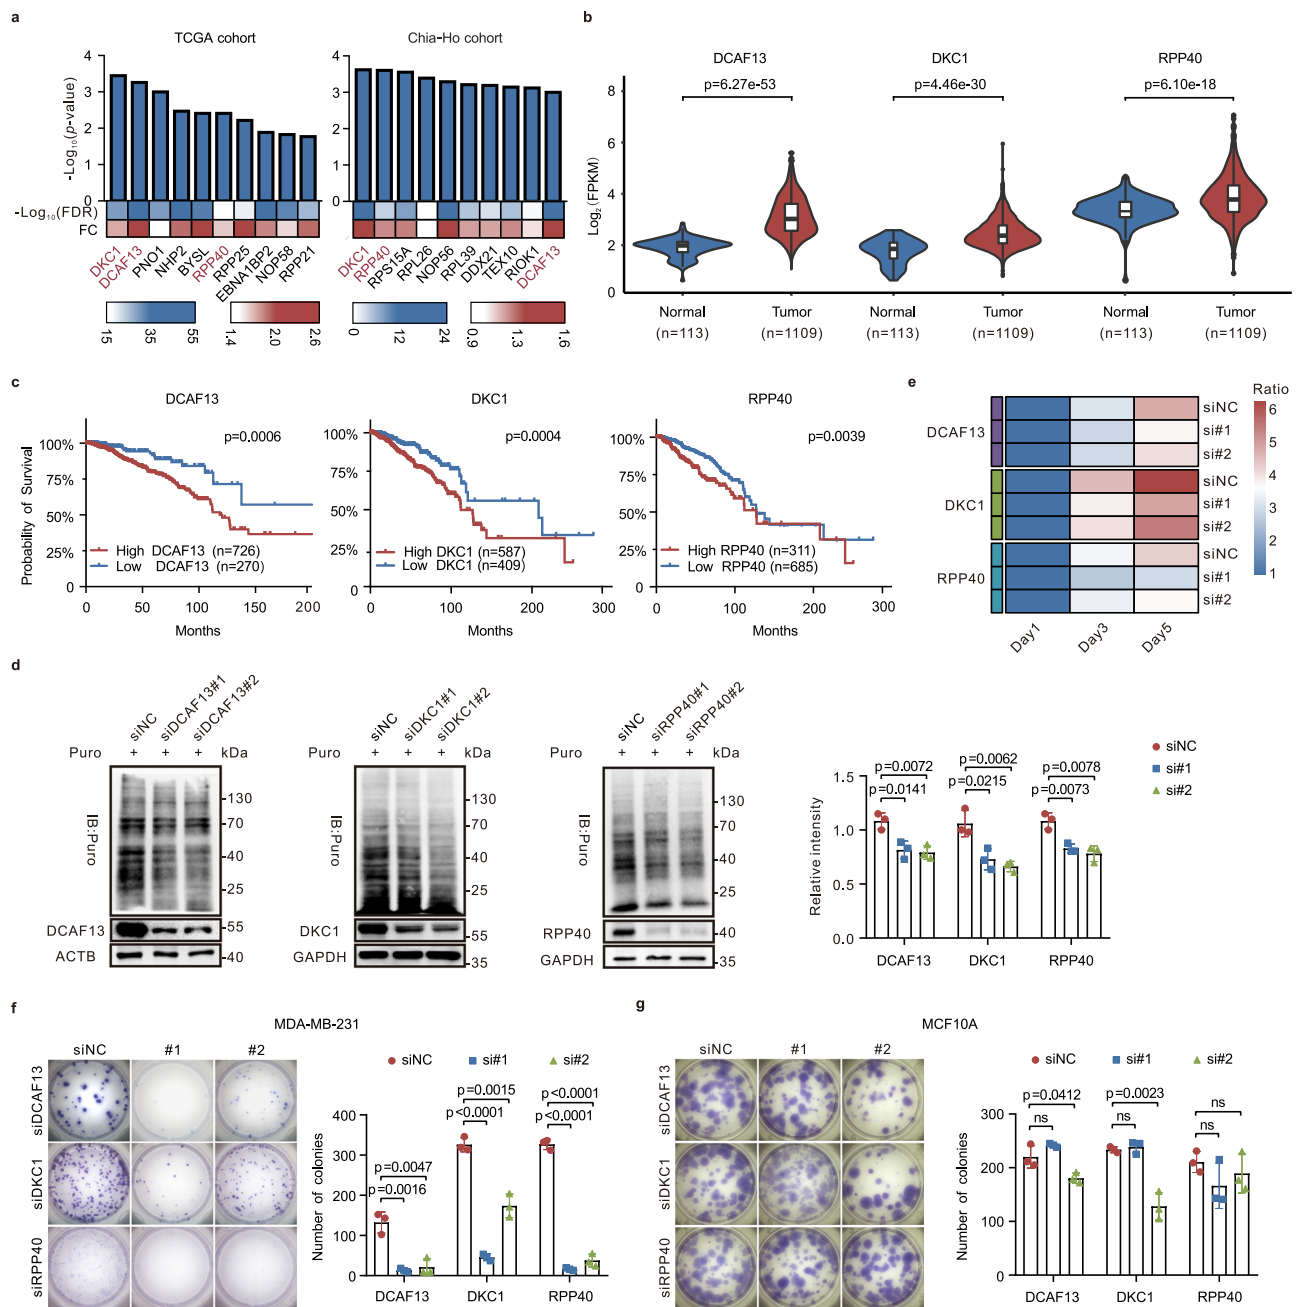 a
TCGA cohort
Chia-Ho cohort
-Log10(p-value)
4
3
2
1
0
4
3
2
1
0
-Log10(FDR)
FC
DKC1
DCAF13
PNO1
NHP2
BYSL
RPP40
RPP25
EBNA1BP2
NOP58
RPP21
DKC1
RPP40
RPS15A
RPL26
NOP56
RPL39
DDX21
TEX10
RIOK1
DCAF13
15 35 55
1.4 2.0 2.6
0 12 24
0.9 1.3 1.6
b
DCAF13 DKC1 RPP40
p=6.27e-53 p=4.46e-30 p=6.10e-18
Log2(FPKM)
8
6
4
2
0
Normal Tumor Normal Tumor Normal Tumor
(n=113) (n=1109) (n=113) (n=1109) (n=113) (n=1109)
c
Probability of Survival
DCAF13
p=0.0006
100%
75%
50%
25%
0
High DCAF13 (n=726)
Low DCAF13 (n=270)
0 50 100 150 200
Months
DKC1
p=0.0004
100%
75%
50%
25%
0
High DKC1 (n=587)
Low DKC1 (n=409)
0 100 200 300
Months
RPP40
p=0.0039
100%
75%
50%
25%
0
High RPP40 (n=311)
Low RPP40 (n=685)
0 100 200 300
Months
e
Ratio
6
5
4
3
2
1
DCAF13
siNC
si#1
si#2
DKC1
siNC
si#1
si#2
RPP40
siNC
si#1
si#2
Day1 Day3 Day5
d
siNC siDCAF13#1 siDCAF13#2
Puro + + + kDa
IB:Puro
130
70
40
25
DCAF13 55
ACTB 40
siNC siDKC1#1 siDKC1#2
Puro + + + kDa
IB:Puro
130
70
40
25
DKC1 55
GAPDH 35
siNC siRPP40#1 siRPP40#2
Puro + + + kDa
IB:Puro
130
70
40
25
RPP40 40
GAPDH 35
siNC
si#1
si#2
p=0.0072
p=0.0141
p=0.0062
p=0.0215
p=0.0078
p=0.0073
Relative intensity
1.5
1.0
0.5
0.0
DCAF13 DKC1 RPP40
f
MDA-MB-231
siNC #1 #2
siDCAF13
siDKC1
siRPP40
siNC si#1 si#2
p=0.0047
p=0.0016
p=0.0015
p<0.0001
p<0.0001
p<0.0001
Number of colonies
400
300
200
100
0
DCAF13 DKC1 RPP40
g
MCF10A
siNC #1 #2
siDCAF13
siDKC1
siRPP40
siNC si#1 si#2
p=0.0412
ns
p=0.0023
ns
ns
ns
Number of colonies
300
200
100
0
DCAF13 DKC1 RPP40